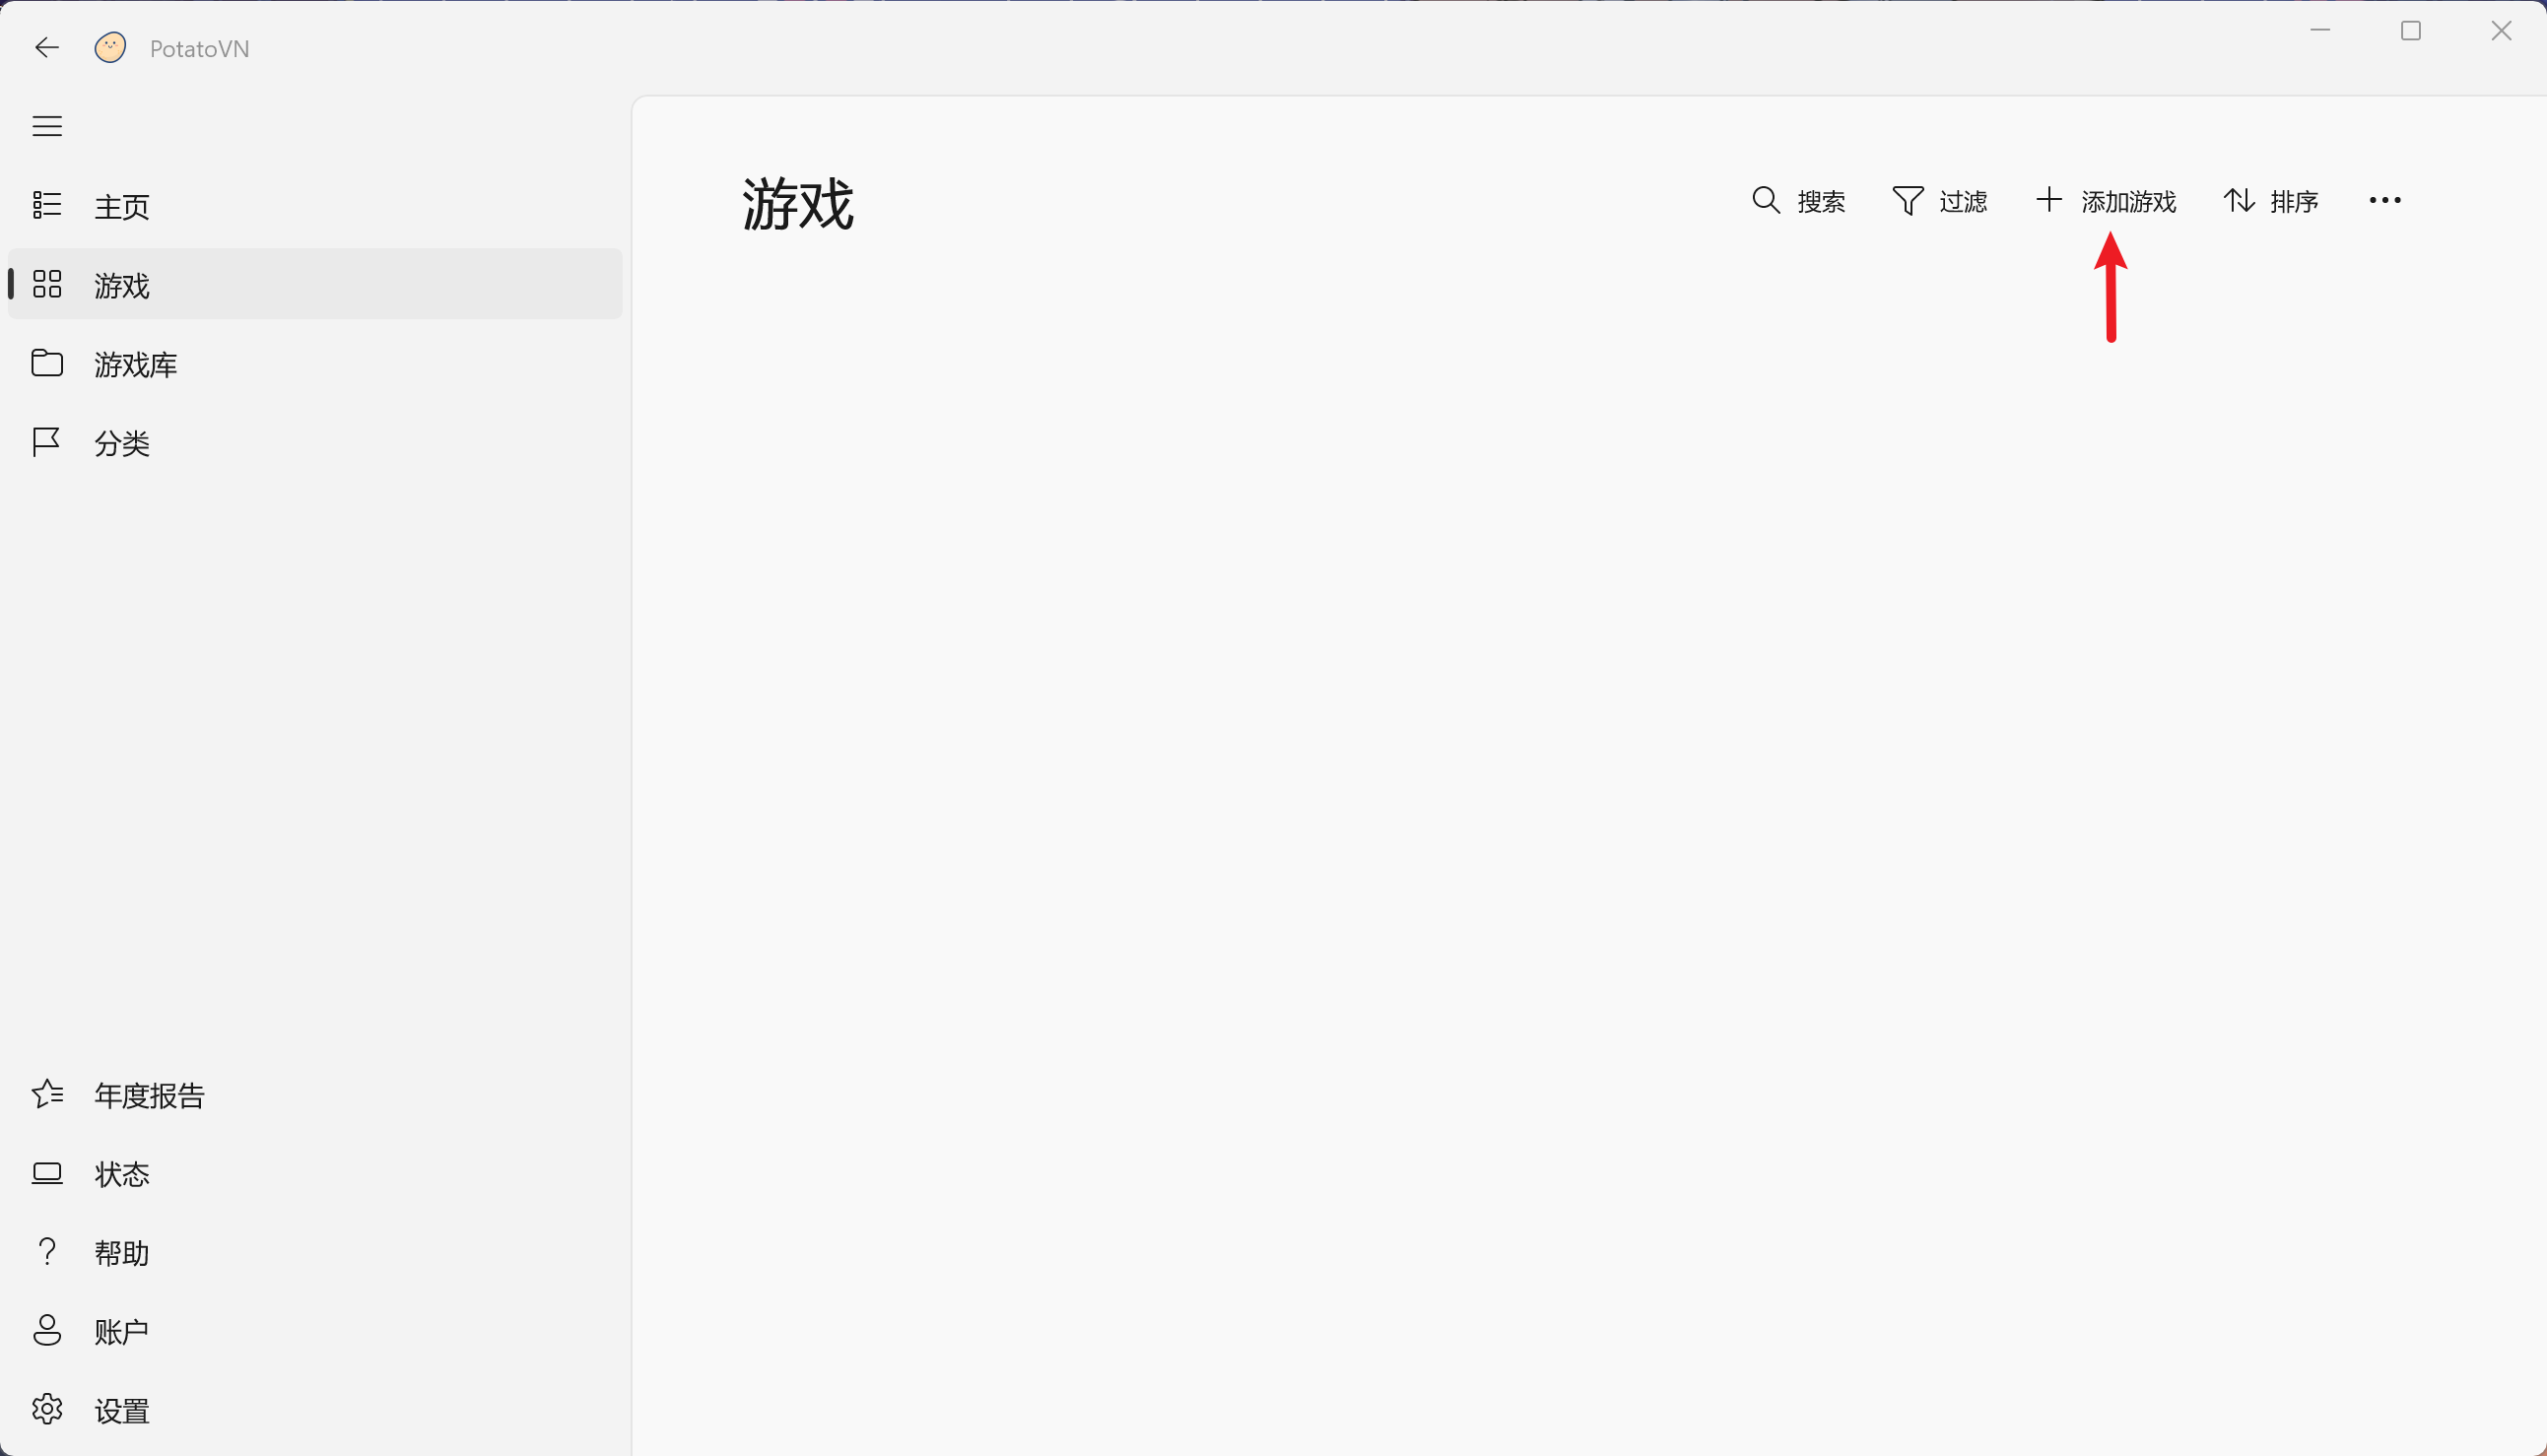 PotatoVN
主页
游戏
游戏库
分类
年度报告
状态
帮助
账户
设置
游戏
搜索
过滤
添加游戏
排序